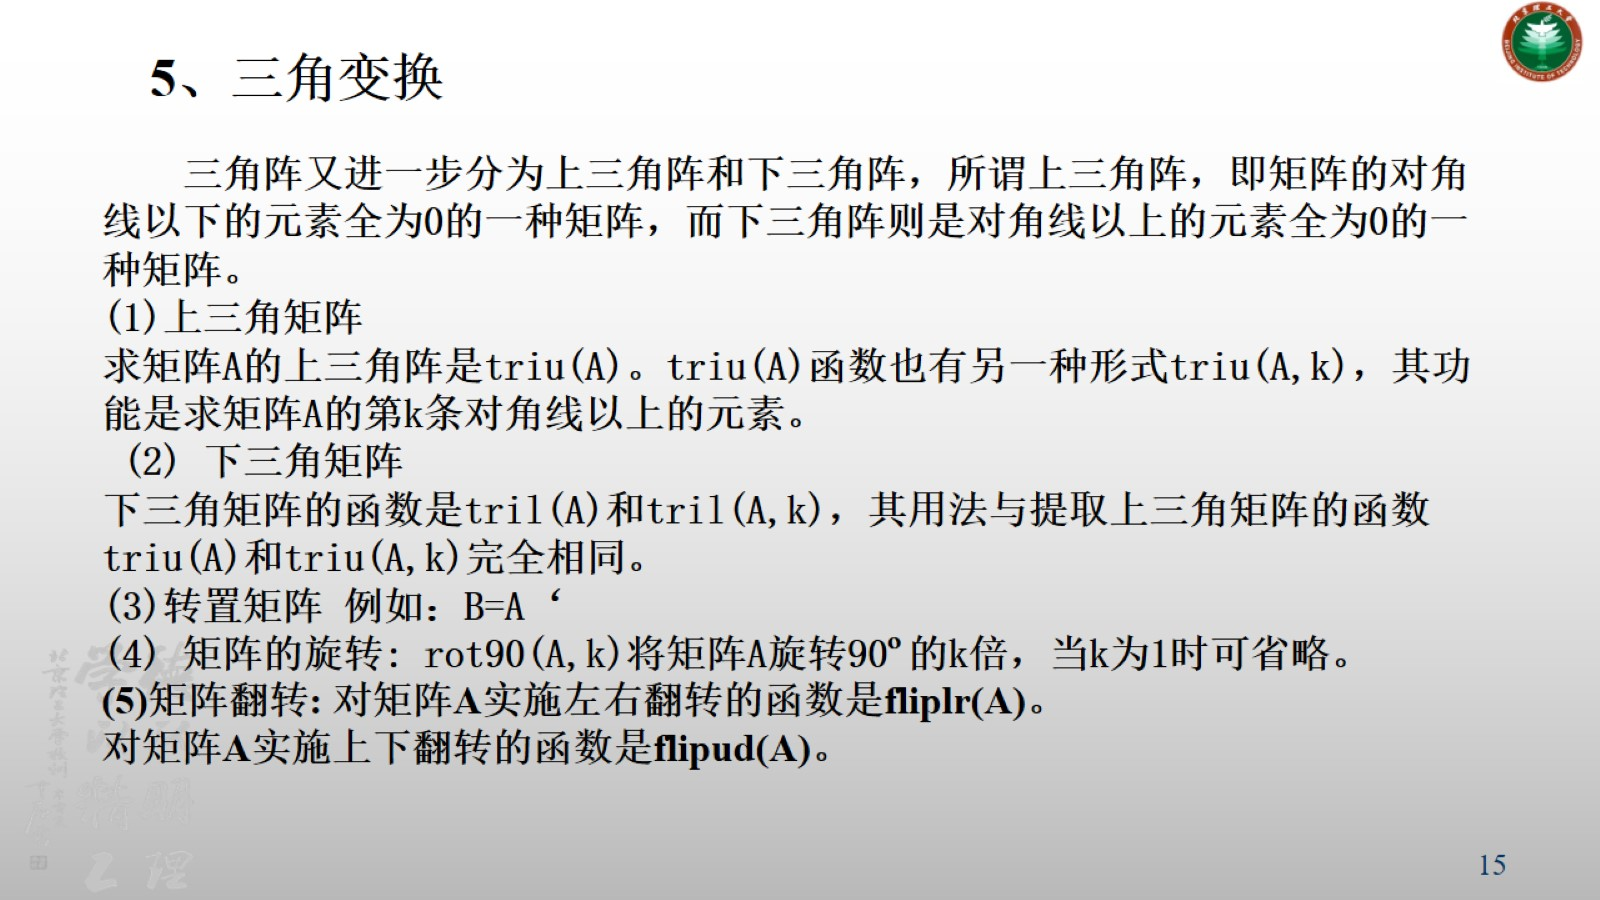 5、三角变换
三角阵又进一步分为上三角阵和下三角阵，所谓上三角阵，即矩阵的对角
线以下的元素全为0的一种矩阵，而下三角阵则是对角线以上的元素全为0的一
种矩阵。
(1)上三角矩阵
求矩阵A的上三角阵是triu(A)。triu(A)函数也有另一种形式triu(A,k)，其功
能是求矩阵A的第k条对角线以上的元素。
(2) 下三角矩阵
下三角矩阵的函数是tril(A)和tril(A,k)，其用法与提取上三角矩阵的函数
triu(A)和triu(A,k)完全相同。
(3)转置矩阵 例如：B=A‘
(4) 矩阵的旋转: rot90(A,k)将矩阵A旋转90º的k倍，当k为1时可省略。
(5)矩阵翻转: 对矩阵A实施左右翻转的函数是fliplr(A)。
对矩阵A实施上下翻转的函数是flipud(A)。
15